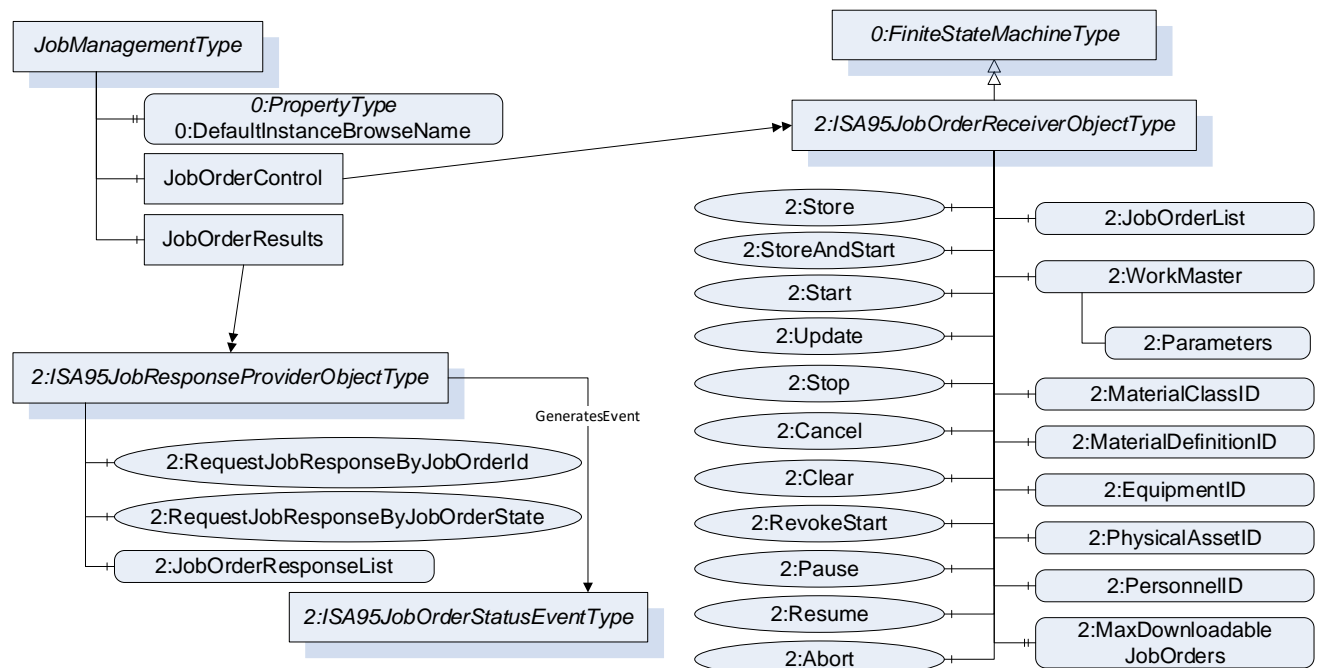 JobManagementType
0:PropertyType
0:DefaultInstanceBrowseName
JobOrderControl
JobOrderResults
2:ISA95JobResponseProviderObjectType
GeneratesEvent
2:RequestJobResponseByJobOrderId
2:RequestJobResponseByJobOrderState
2:JobOrderResponseList
2:ISA95JobOrderStatusEventType
0:FiniteStateMachineType
2:ISA95JobOrderReceiverObjectType
2:Store
2:StoreAndStart
2:Start
2:Update
2:Stop
2:Cancel
2:Clear
2:RevokeStart
2:Pause
2:Resume
2:Abort
2:JobOrderList
2:WorkMaster
2:Parameters
2:MaterialClassID
2:MaterialDefinitionID
2:EquipmentID
2:PhysicalAssetID
2:PersonnelID
2:MaxDownloadable
JobOrders